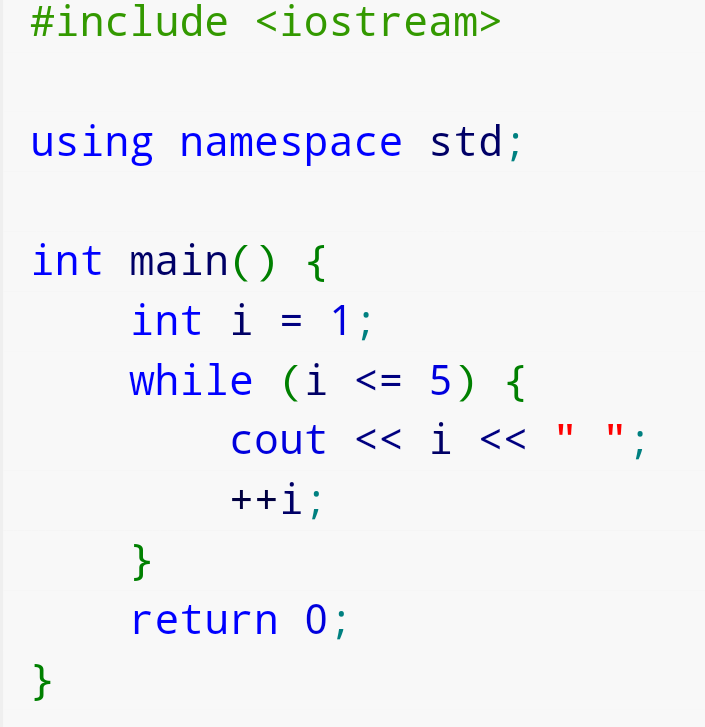 #include <iostream>
using namespace std;
int main() {
    int i = 1;
    while (i <= 5) {
        cout << i << " ";
        ++i;
    }
    return 0;
}